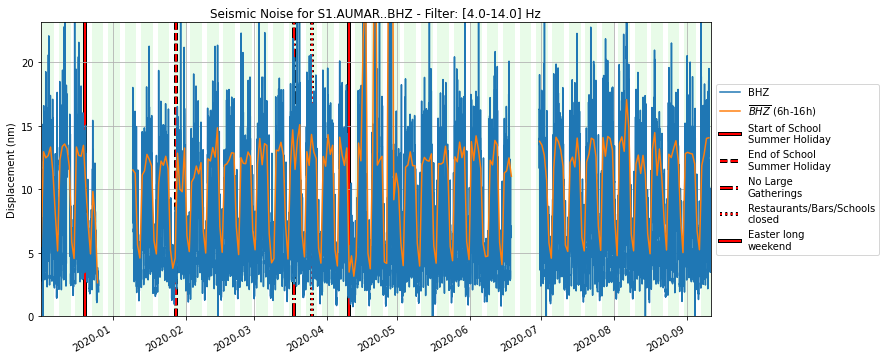 Seismic Noise for S1.AUMAR..BHZ - Filter: [4.0-14.0] Hz
Displacement (nm)
20
15
10
5
0
2020-01
2020-02
2020-03
2020-04
2020-05
2020-06
2020-07
2020-08
2020-09
BHZ
BHZ (6h-16h)
Start of School
Summer Holiday
End of School
Summer Holiday
No Large
Gatherings
Restaurants/Bars/Schools
closed
Easter long
weekend